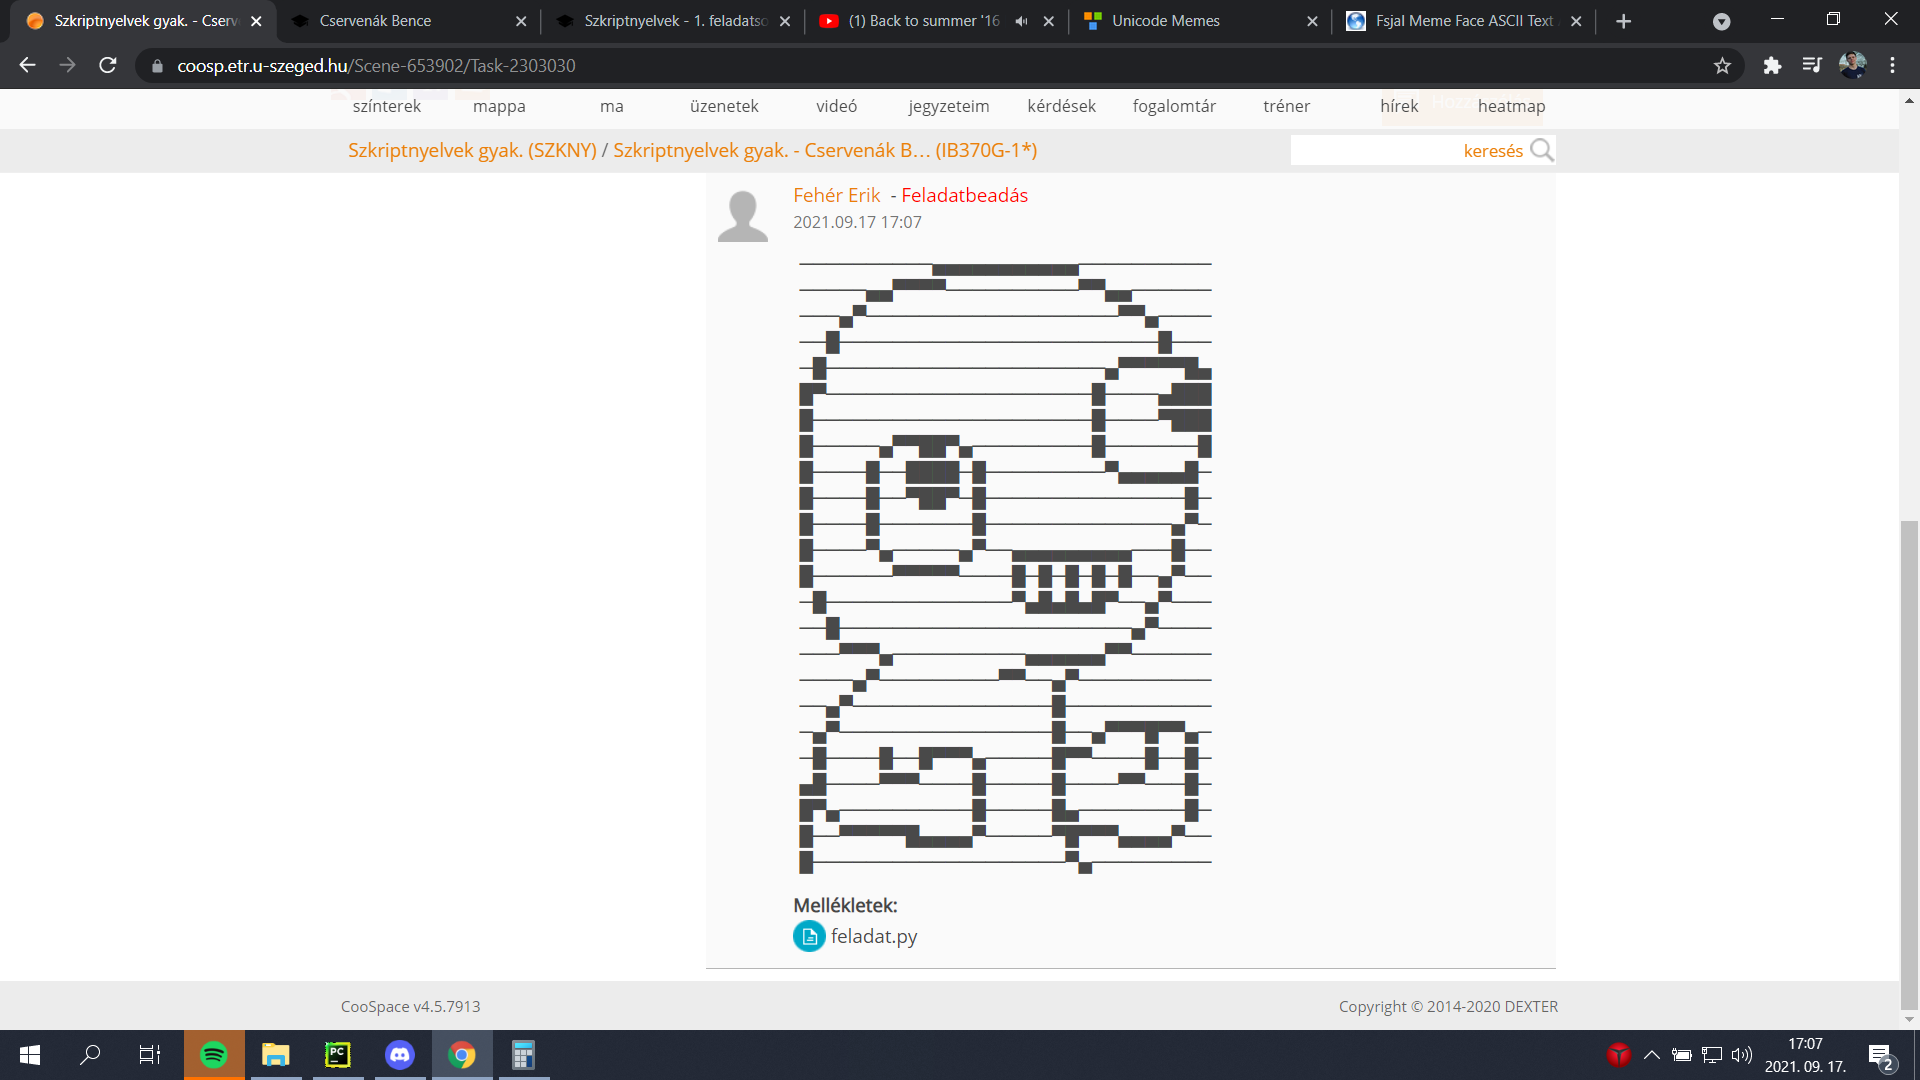 Szkriptnyelvek gyak. - Cserv
Cservenák Bence
Szkriptnyelvek - 1. feladatso
(1) Back to summer '16
Unicode Memes
Fsjal Meme Face ASCII Text
coosp.etr.u-szeged.hu/Scene-653902/Task-2303030
színterek mappa ma üzenetek videó jegyzeteim kérdések fogalomtár tréner hírek heatmap
Szkriptnyelvek gyak. (SZKNY) / Szkriptnyelvek gyak. - Cservenák B… (IB370G-1*)
keresés
Fehér Erik - Feladatbeadás
2021.09.17 17:07
Mellékletek:
feladat.py
CooSpace v4.5.7913
Copyright © 2014-2020 DEXTER
PC
17:07
2021. 09. 17.
2